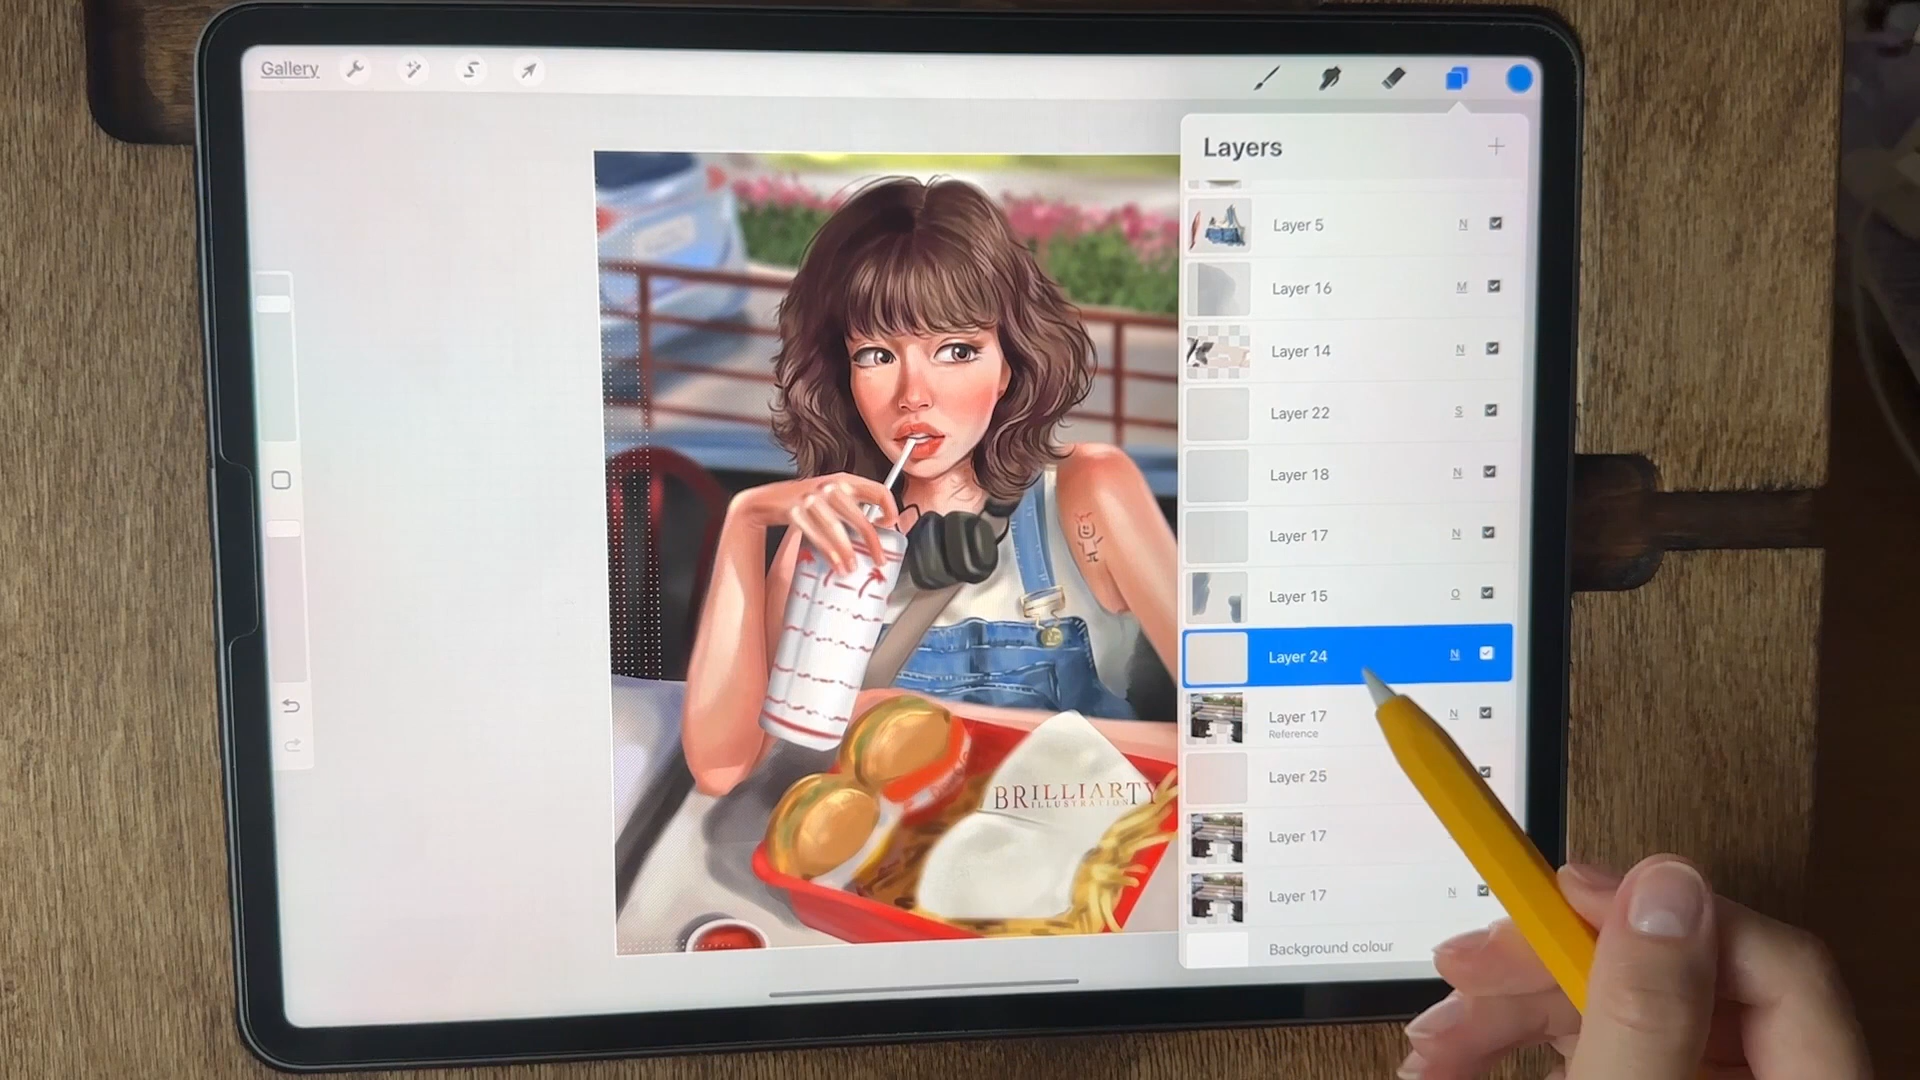 Gallery
Layers
Layer 5 N
Layer 16 M
Layer 14 N
Layer 22 S
Layer 18 N
Layer 17 N
Layer 15 O
Layer 24 N
Layer 17 N
Reference
Layer 25
Layer 17
Layer 17 N
Background colour
BRILLIARTY
ILLUSTRATION